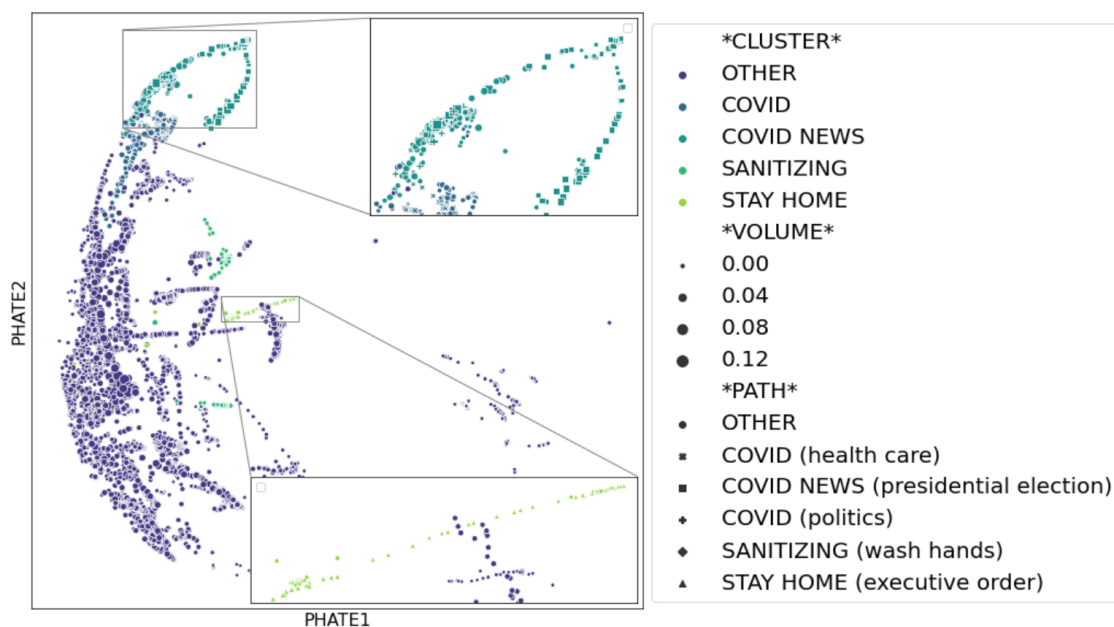 PHATE2
PHATE1
*CLUSTER*
OTHER
COVID
COVID NEWS
SANITIZING
STAY HOME
*VOLUME*
0.00
0.04
0.08
0.12
*PATH*
OTHER
COVID (health care)
COVID NEWS (presidential election)
COVID (politics)
SANITIZING (wash hands)
STAY HOME (executive order)